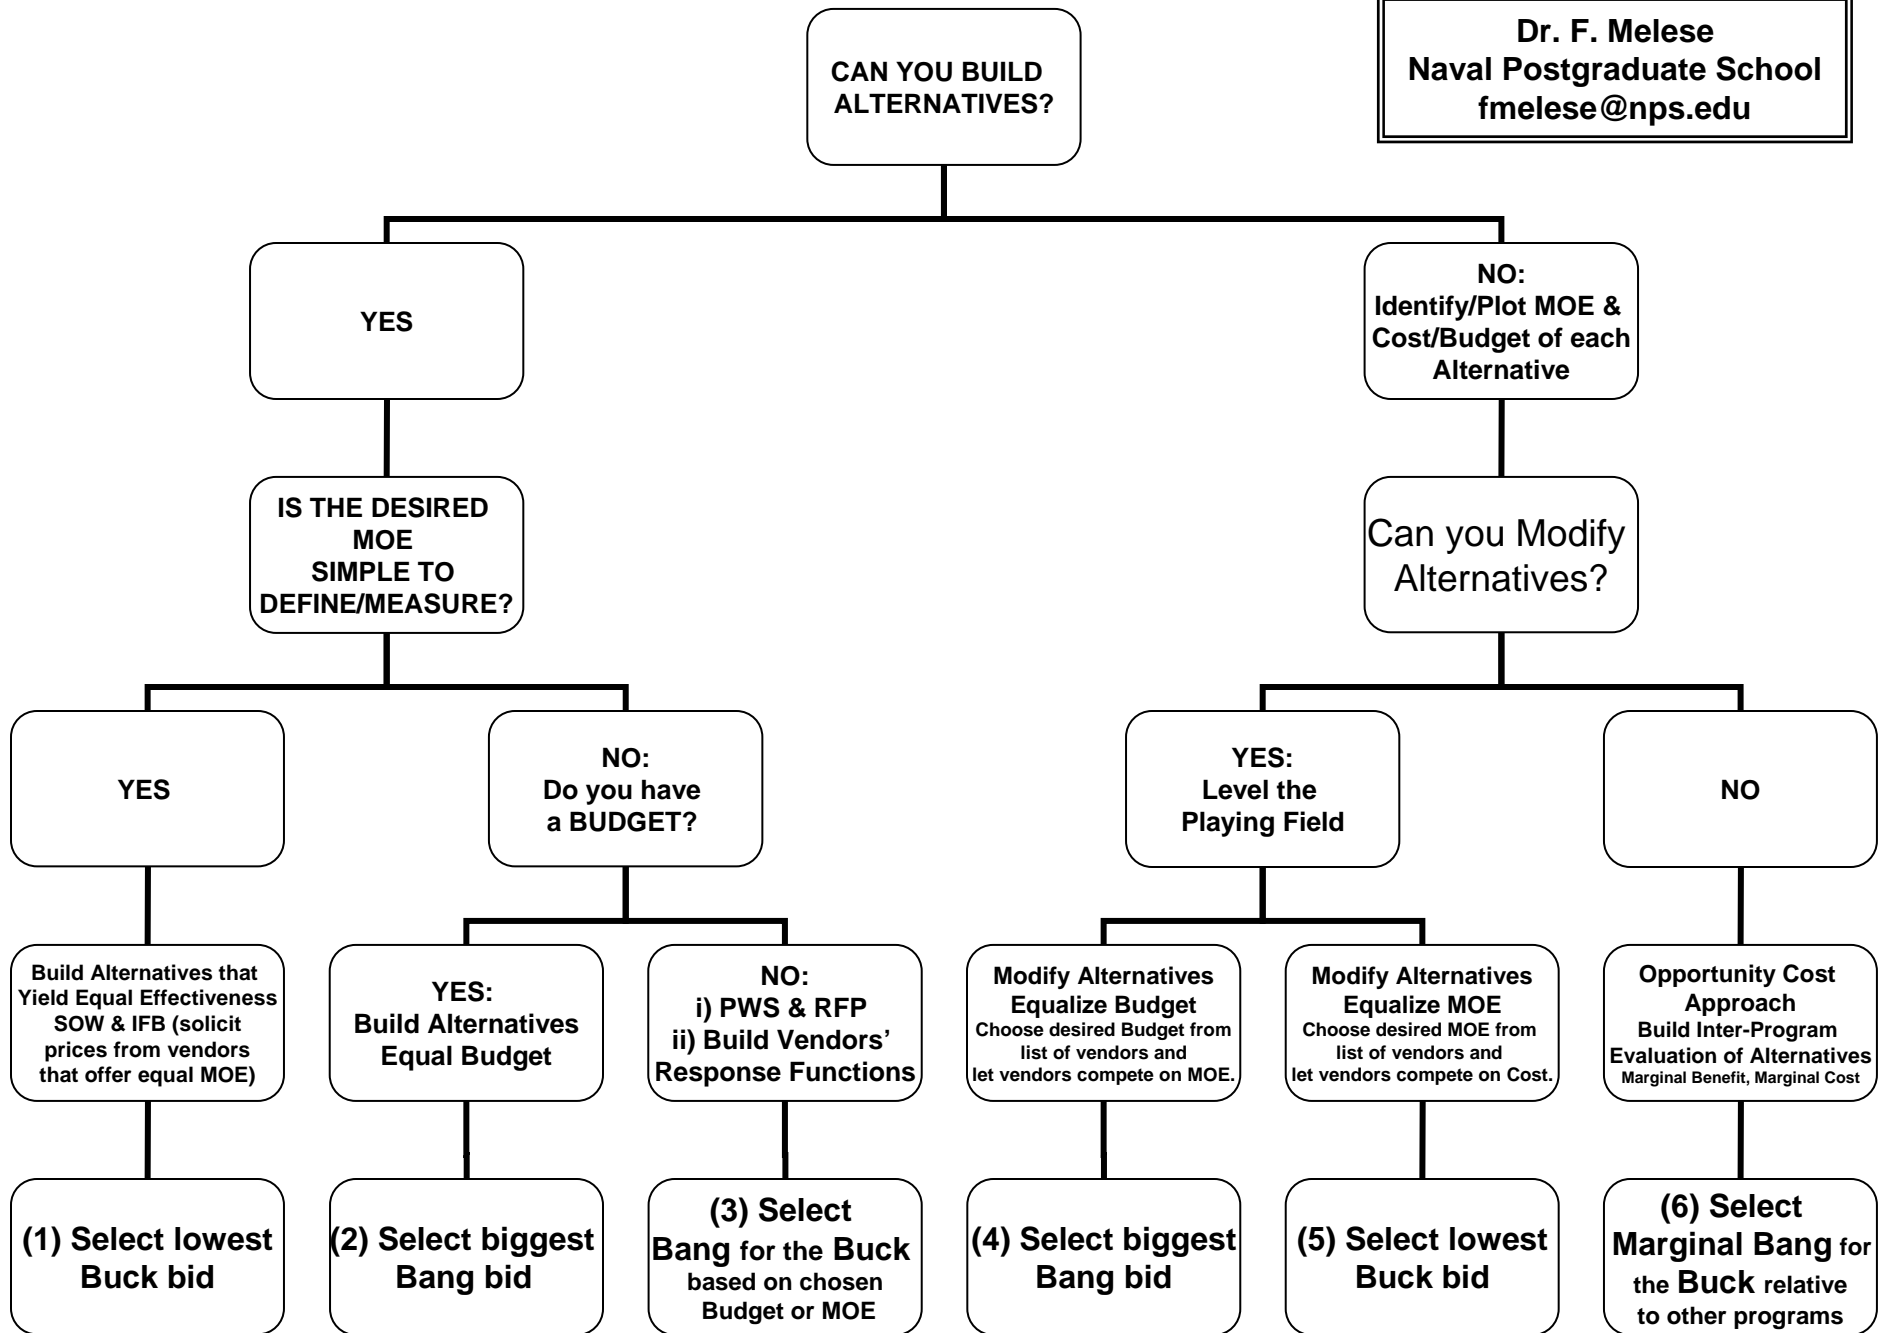 Dr. F. Melese
Naval Postgraduate School
fmelese@nps.edu
CAN YOU BUILD
ALTERNATIVES?
YES
NO:
Identify/Plot MOE &
Cost/Budget of each
Alternative
IS THE DESIRED
MOE
SIMPLE TO
DEFINE/MEASURE?
Can you Modify
Alternatives?
YES
NO:
Do you have
a BUDGET?
YES:
Level the
Playing Field
NO
Build Alternatives that
Yield Equal Effectiveness
SOW & IFB (solicit
prices from vendors
that offer equal MOE)
YES:
Build Alternatives
Equal Budget
NO:
i) PWS & RFP
ii) Build Vendors’
Response Functions
Modify Alternatives
Equalize Budget
Choose desired Budget from
list of vendors and
let vendors compete on MOE.
Modify Alternatives
Equalize MOE
Choose desired MOE from
list of vendors and
let vendors compete on Cost.
Opportunity Cost
Approach
Build Inter-Program
Evaluation of Alternatives
Marginal Benefit, Marginal Cost
(1) Select lowest
Buck bid
(2) Select biggest
Bang bid
(3) Select
Bang for the Buck
based on chosen
Budget or MOE
(4) Select biggest
Bang bid
(5) Select lowest
Buck bid
(6) Select
Marginal Bang for
the Buck relative
to other programs